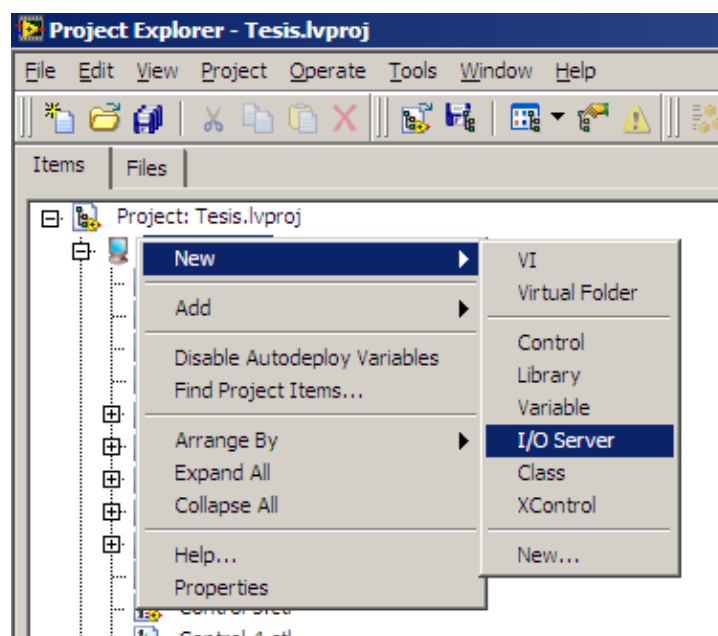 Project Explorer - Tesis.lvproj
File Edit View Project Operate Tools Window Help
Items Files
Project: Tesis.lvproj
New
Add
Disable Autodeploy Variables
Find Project Items...
Arrange By
Expand All
Collapse All
Help...
Properties
VI
Virtual Folder
Control
Library
Variable
I/O Server
Class
XControl
New...